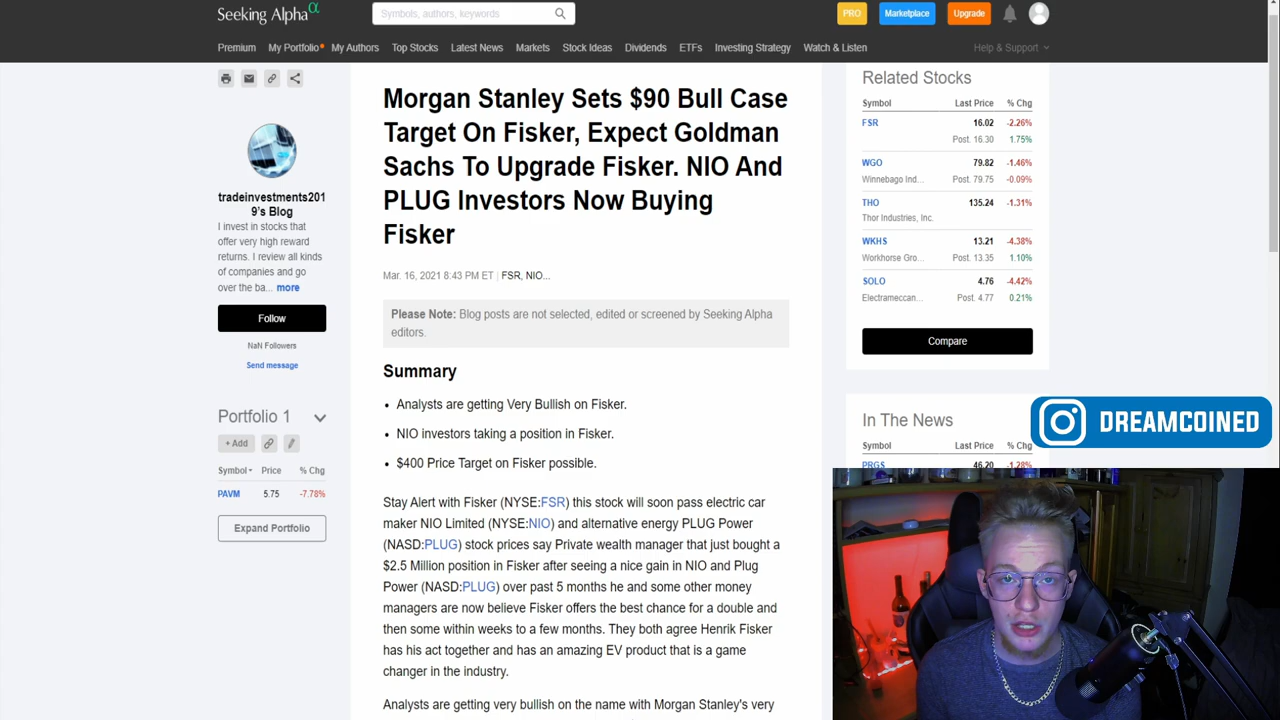 Seeking Alpha α
Symbols, authors, keywords
PRO
Marketplace
Upgrade
Premium My Portfolio My Authors Top Stocks Latest News Markets Stock Ideas Dividends ETFs Investing Strategy Watch & Listen
Help & Support
tradeinvestments201
9's Blog
I invest in stocks that
offer very high reward
returns. I review all kinds
of companies and go
over the ba... more
Follow
NaN Followers
Send message
Portfolio 1
+ Add
Symbol Price % Chg
PAVM 5.75 -7.78%
Expand Portfolio
Morgan Stanley Sets $90 Bull Case
Target On Fisker, Expect Goldman
Sachs To Upgrade Fisker. NIO And
PLUG Investors Now Buying
Fisker
Mar. 16, 2021 8:43 PM ET | FSR, NIO...
Please Note: Blog posts are not selected, edited or screened by Seeking Alpha
editors.
Summary
• Analysts are getting Very Bullish on Fisker.
• NIO investors taking a position in Fisker.
• $400 Price Target on Fisker possible.
Stay Alert with Fisker (NYSE:FSR) this stock will soon pass electric car
maker NIO Limited (NYSE:NIO) and alternative energy PLUG Power
(NASD:PLUG) stock prices say Private wealth manager that just bought a
$2.5 Million position in Fisker after seeing a nice gain in NIO and Plug
Power (NASD:PLUG) over past 5 months he and some other money
managers are now believe Fisker offers the best chance for a double and
then some within weeks to a few months. They both agree Henrik Fisker
has his act together and has an amazing EV product that is a game
changer in the industry.
Analysts are getting very bullish on the name with Morgan Stanley's very
Related Stocks
Symbol Last Price % Chg
FSR 16.02 -2.26%
Post. 16.30 1.75%
WGO 79.82 -1.46%
Winnebago Ind... Post. 79.75 -0.09%
THO 135.24 -1.31%
Thor Industries, Inc.
WKHS 13.21 -4.38%
Workhorse Gro... Post. 13.35 1.10%
SOLO 4.76 -4.42%
Electrameccan... Post. 4.77 0.21%
Compare
In The News
Symbol Last Price % Chg
PRGS 46.20 -1.28%
DREAMCOINED